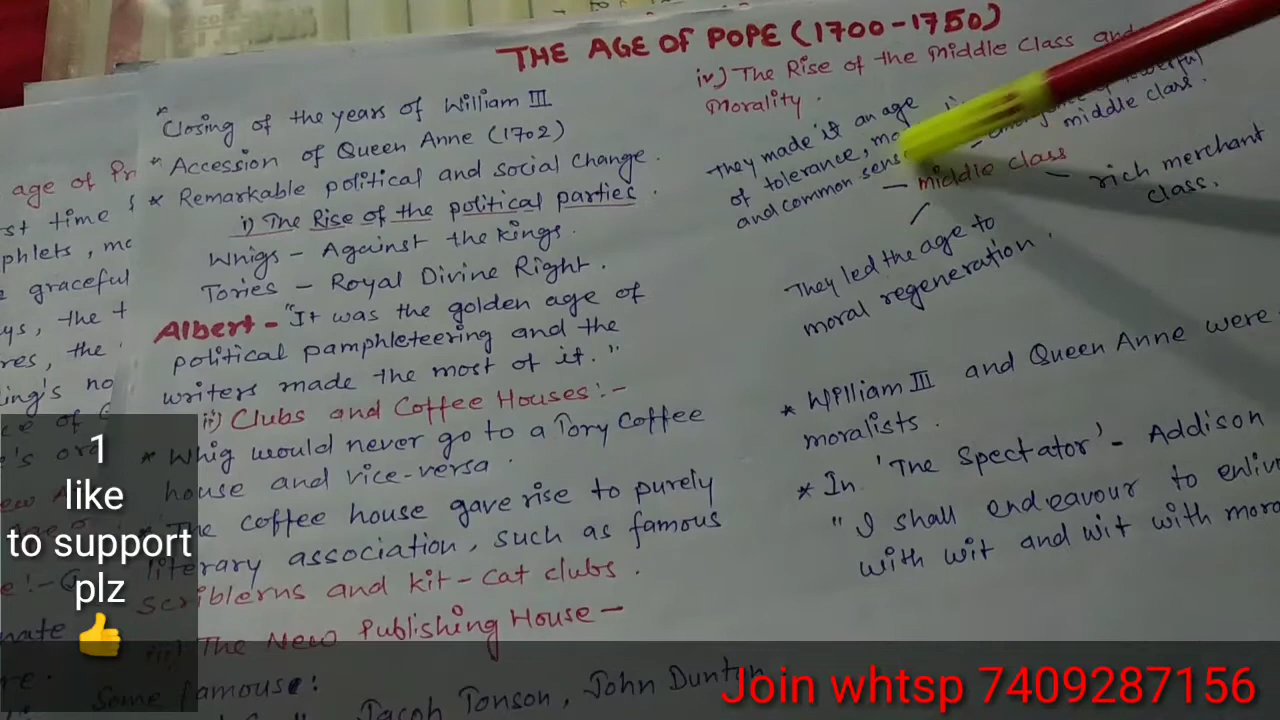 THE AGE OF POPE (1700-1750)
* Closing of the years of William III
* Accession of Queen Anne (1702)
* Remarkable political and social change.
i) The Rise of the political parties.
Whigs - Against the Kings.
Tories - Royal Divine Right.
Albert - "It was the golden age of
political pamphleteering and the
writers made the most of it."
ii) Clubs and Coffee Houses:-
* Whig would never go to a Tory Coffee
house and vice-versa.
* The coffee house gave rise to purely
literary association, such as famous
Scriblerns and Kit-Cat clubs.
iii) The New Publishing House -
Some famous:
Jacob Tonson, John Dunton
iv) The Rise of the middle class and
Morality.
They made it an age
of tolerance,
and common
powerful
middle class.
- middle class
- rich merchant
class.
They led the age to
moral regeneration.
* William III and Queen Anne were
moralists.
* In 'The Spectator' - Addison
"I shall endeavour to
with wit and wit with
age of
st time
phlets,
graceful
ys, the
res, the
ing's
1
like
to support
plz
👍
Join whtsp 7409287156